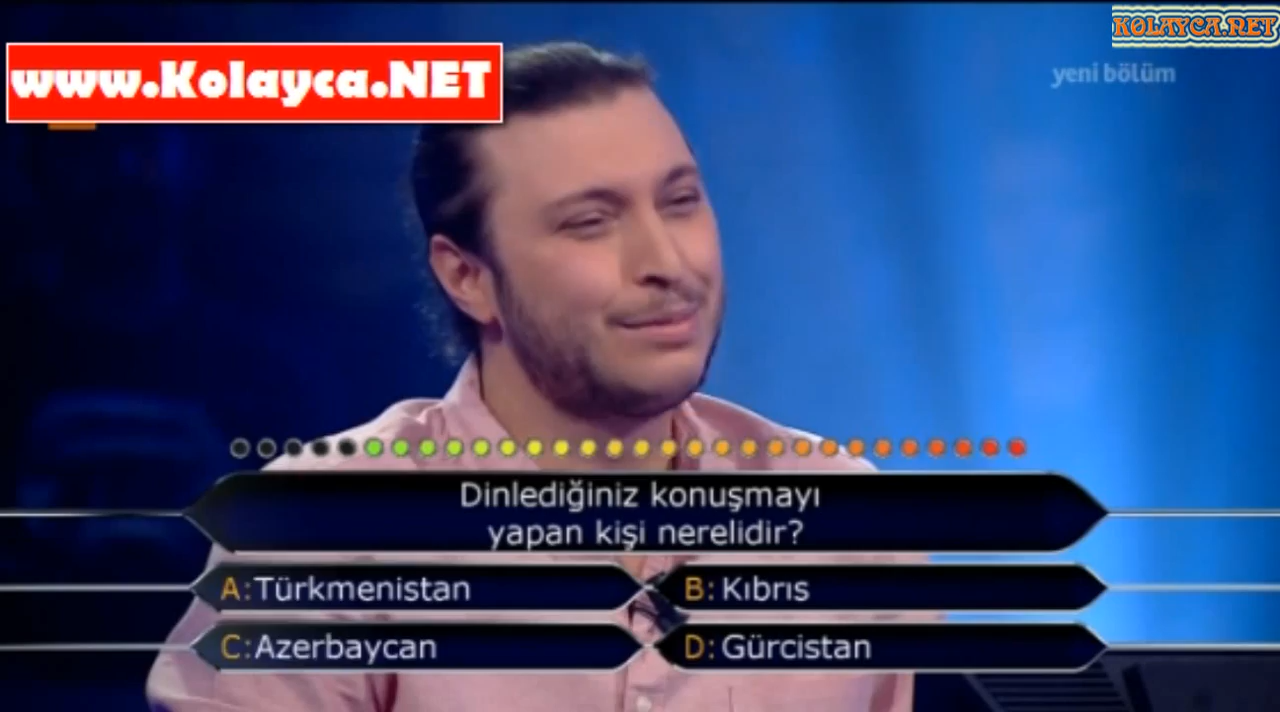 KOLAYCA.NET
www.Kolayca.NET
yeni bölüm
Dinlediğiniz konuşmayı
yapan kişi nerelidir?
A:Türkmenistan
B:Kıbrıs
C:Azerbaycan
D:Gürcistan